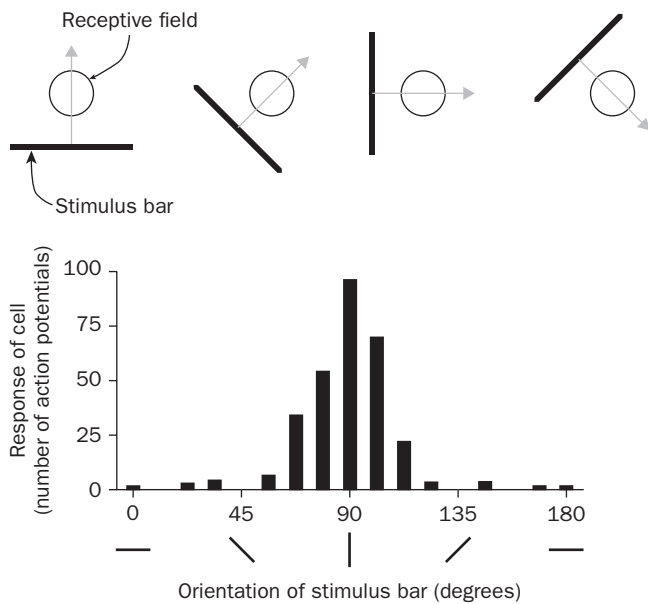 Receptive field
Stimulus bar
Response of cell
(number of action potentials)
100
75
50
25
0
0 45 90 135 180
Orientation of stimulus bar (degrees)